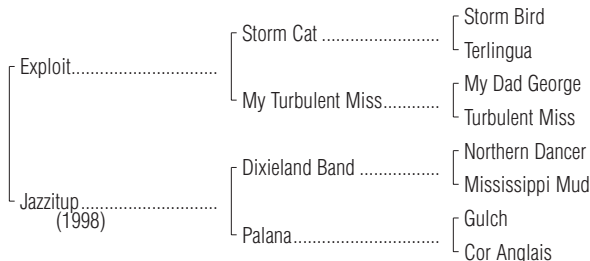 Storm Bird
Storm Cat ........................
Terlingua
Exploit..............................
My Dad George
My Turbulent Miss............
Turbulent Miss
Northern Dancer
Dixieland Band .................
Mississippi Mud
Jazzitup............................
(1998)
Gulch
Palana..............................
Cor Anglais